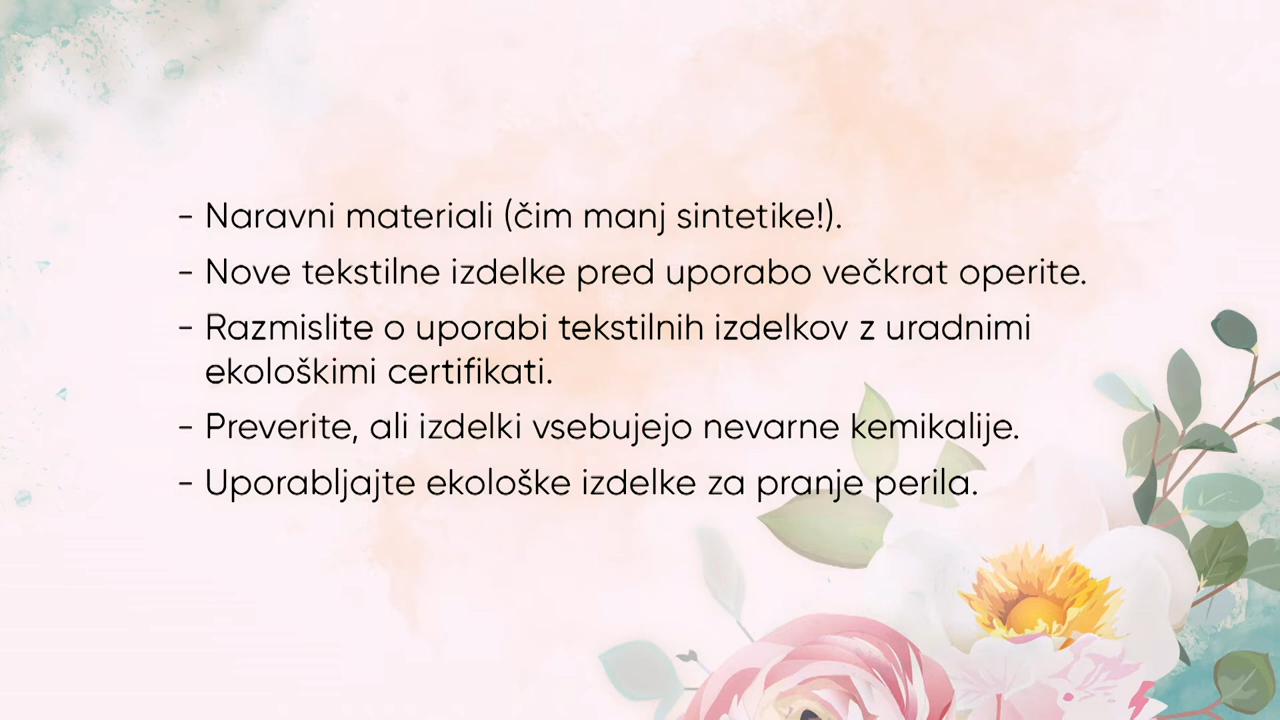 - Naravni materiali (čim manj sintetike!).
- Nove tekstilne izdelke pred uporabo večkrat operite.
- Razmislite o uporabi tekstilnih izdelkov z uradnimi
ekološkimi certifikati.
- Preverite, ali izdelki vsebujejo nevarne kemikalije.
- Uporabljajte ekološke izdelke za pranje perila.